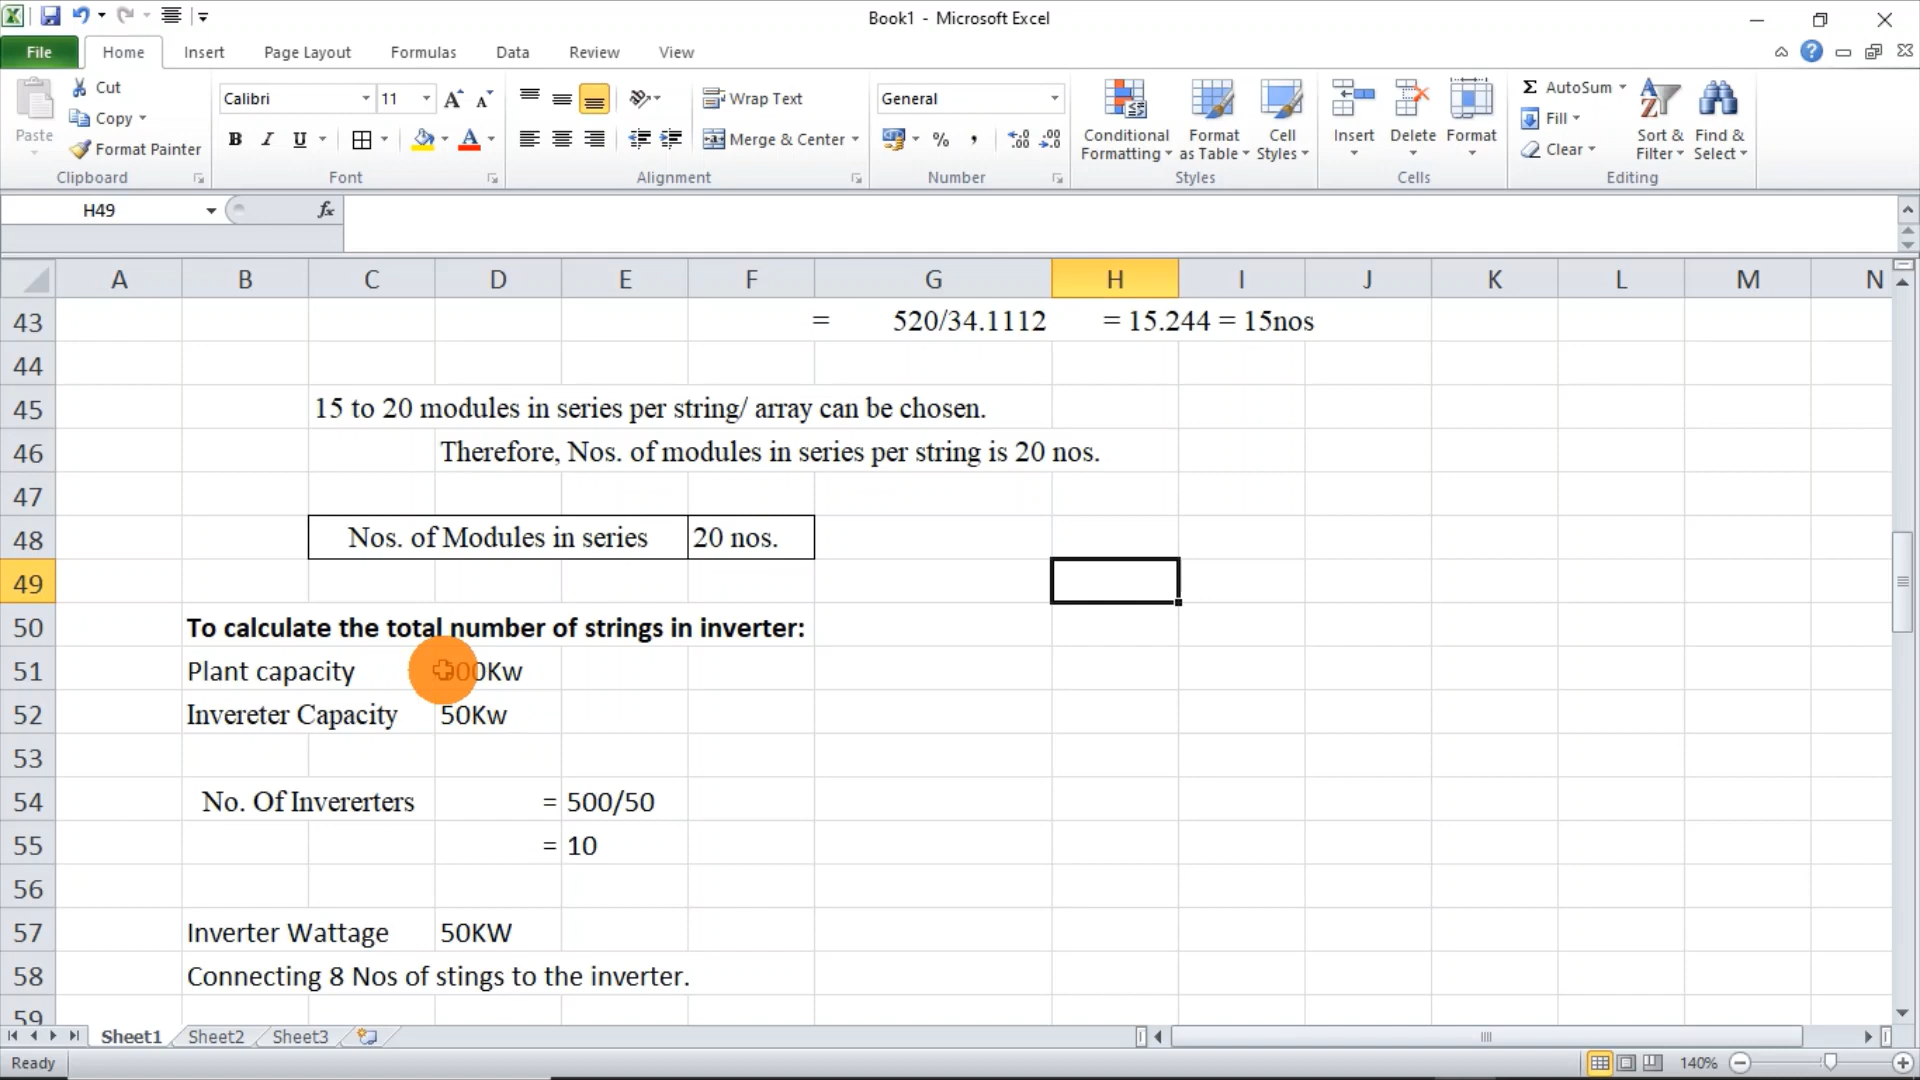 Book1 - Microsoft Excel
File Home Insert Page Layout Formulas Data Review View
Paste Cut Copy Format Painter
Calibri 11
B I U
Wrap Text
Merge & Center
General
% ,
Conditional Formatting Format as Table Cell Styles
Insert Delete Format
Σ AutoSum
Fill
Clear
Sort & Filter Find & Select
Clipboard Font Alignment Number Styles Cells Editing
H49 fx
A B C D E F G H I J K L M N
43 = 520/34.1112 = 15.244 = 15nos
44
45 15 to 20 modules in series per string/ array can be chosen.
46 Therefore, Nos. of modules in series per string is 20 nos.
47
48 Nos. of Modules in series 20 nos.
49
50 To calculate the total number of strings in inverter:
51 Plant capacity 00Kw
52 Invereter Capacity 50Kw
53
54 No. Of Invererters = 500/50
55 = 10
56
57 Inverter Wattage 50KW
58 Connecting 8 Nos of stings to the inverter.
59
Sheet1 Sheet2 Sheet3
Ready 140%